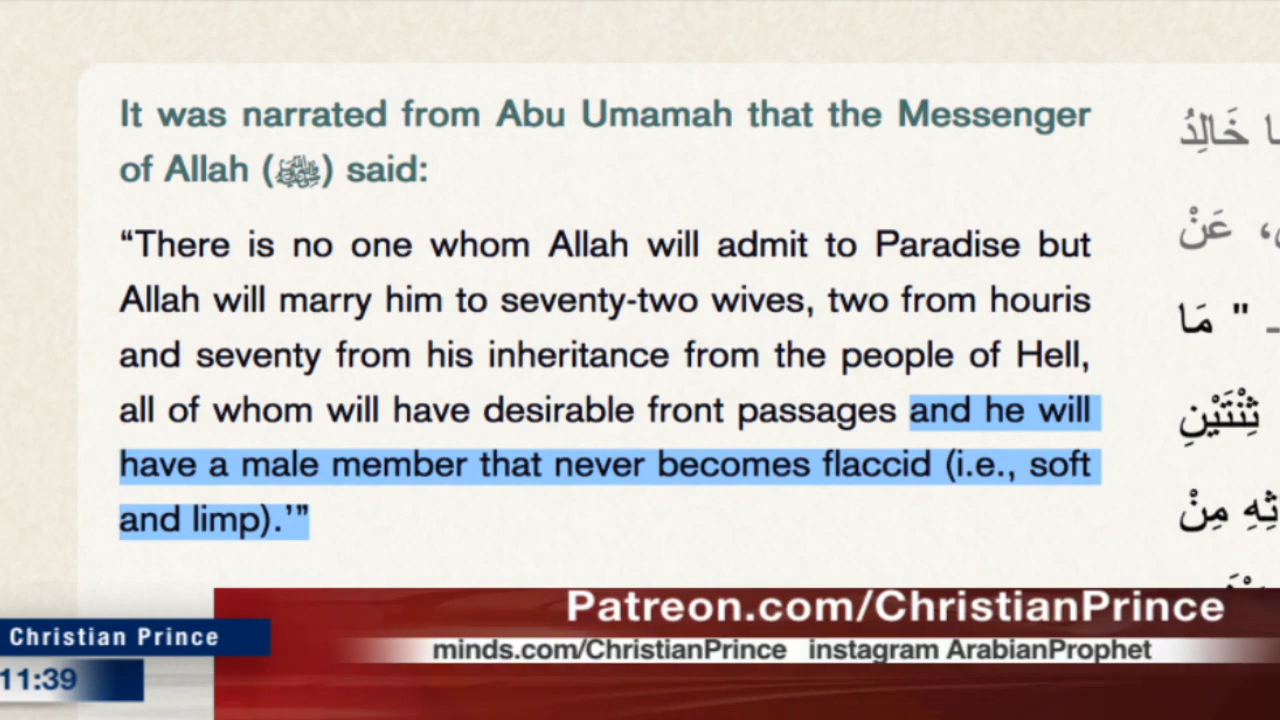 It was narrated from Abu Umamah that the Messenger
of Allah (ﷺ) said:
“There is no one whom Allah will admit to Paradise but
Allah will marry him to seventy-two wives, two from houris
and seventy from his inheritance from the people of Hell,
all of whom will have desirable front passages and he will
have a male member that never becomes flaccid (i.e., soft
and limp).’”
ا خَالِدُ
، عَنْ
" مَا
ثِنْتَيْنِ
ثِهِ مِنْ
Patreon.com/ChristianPrince
Christian Prince
minds.com/ChristianPrince instagram ArabianProphet
11:39